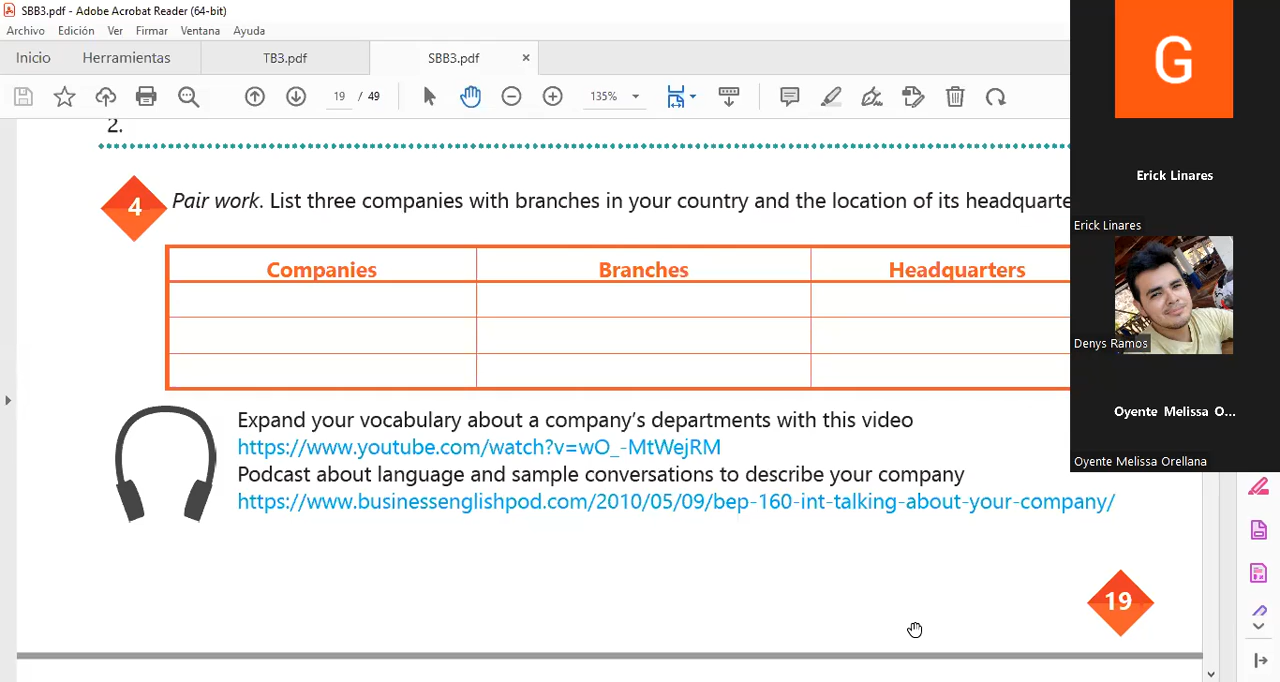 SBB3.pdf - Adobe Acrobat Reader (64-bit)
Archivo Edición Ver Firmar Ventana Ayuda
Inicio Herramientas TB3.pdf SBB3.pdf ×
19 / 49 135%
2.
4 Pair work. List three companies with branches in your country and the location of its headquarte
Companies Branches Headquarters
Expand your vocabulary about a company's departments with this video
https://www.youtube.com/watch?v=wO_-MtWejRM
Podcast about language and sample conversations to describe your company
https://www.businessenglishpod.com/2010/05/09/bep-160-int-talking-about-your-company/
19
G
Erick Linares
Erick Linares
Denys Ramos
Oyente Melissa O...
Oyente Melissa Orellana